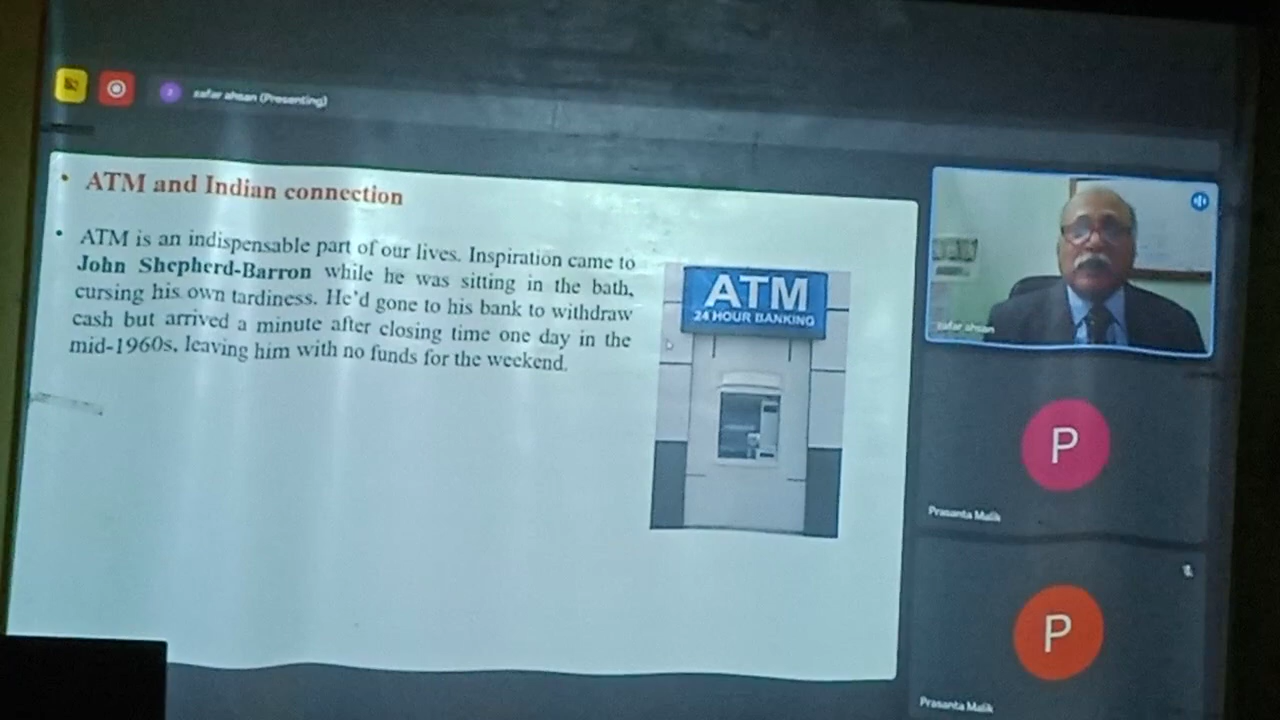 zafar ahsan (Presenting)
• ATM and Indian connection
• ATM is an indispensable part of our lives. Inspiration came to
John Shepherd-Barron while he was sitting in the bath,
cursing his own tardiness. He'd gone to his bank to withdraw
cash but arrived a minute after closing time one day in the
mid-1960s, leaving him with no funds for the weekend.
ATM
24 HOUR BANKING
zafar ahsan
P
Prasanta Malik
P
Prasanta Malik